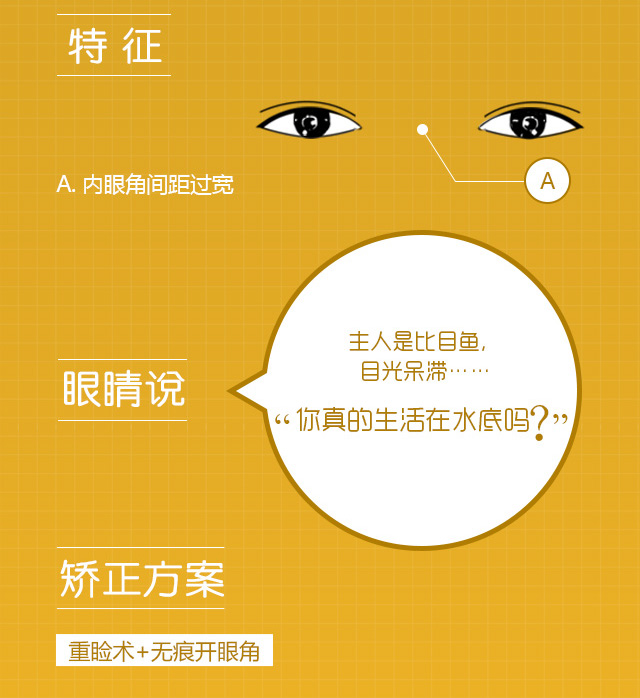 特征
A
A. 内眼角间距过宽
眼睛说
主人是比目鱼,
目光呆滞……
“你真的生活在水底吗?”
矫正方案
重睑术+无痕开眼角